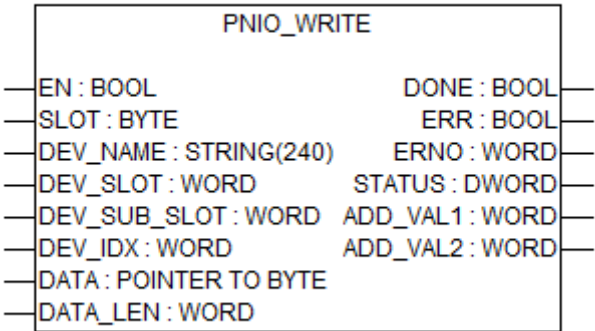 PNIO_WRITE
EN : BOOL DONE : BOOL
SLOT : BYTE ERR : BOOL
DEV_NAME : STRING(240) ERNO : WORD
DEV_SLOT : WORD STATUS : DWORD
DEV_SUB_SLOT : WORD ADD_VAL1 : WORD
DEV_IDX : WORD ADD_VAL2 : WORD
DATA : POINTER TO BYTE
DATA_LEN : WORD